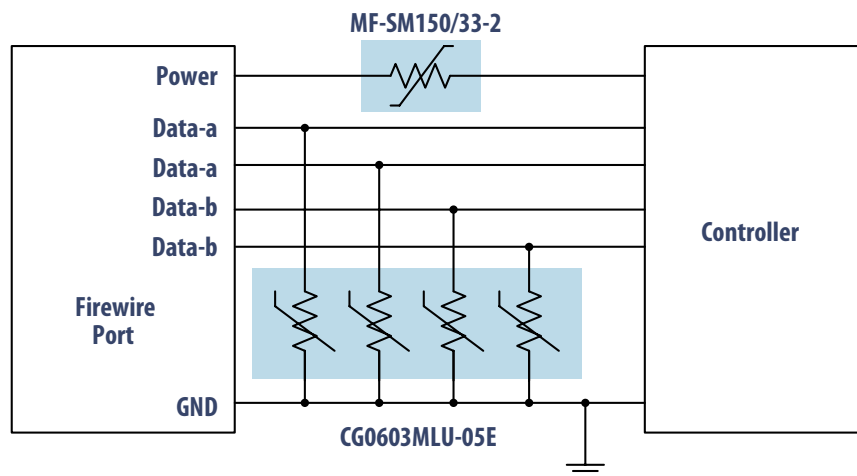 MF-SM150/33-2
Power
Data-a
Data-a
Data-b
Data-b
Controller
Firewire
Port
GND
CG0603MLU-05E